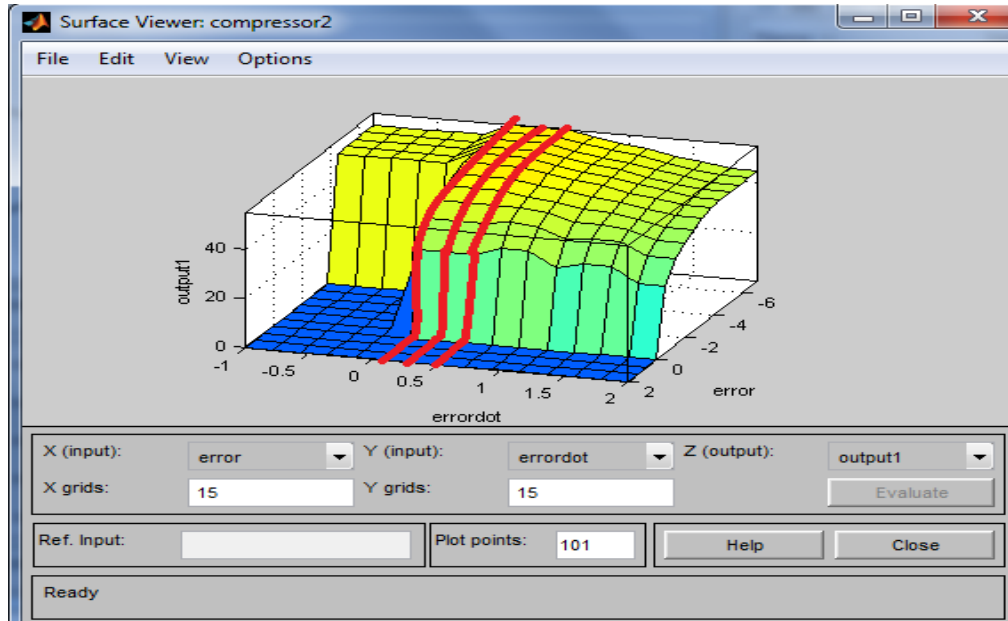 Surface Viewer: compressor2
File Edit View Options
output1
40
20
0
-1 -0.5 0 0.5 1 1.5 2
errordot
2 0 -2 -4 -6
error
X (input): error Y (input): errordot Z (output): output1
X grids: 15 Y grids: 15 Evaluate
Ref. Input: Plot points: 101 Help Close
Ready